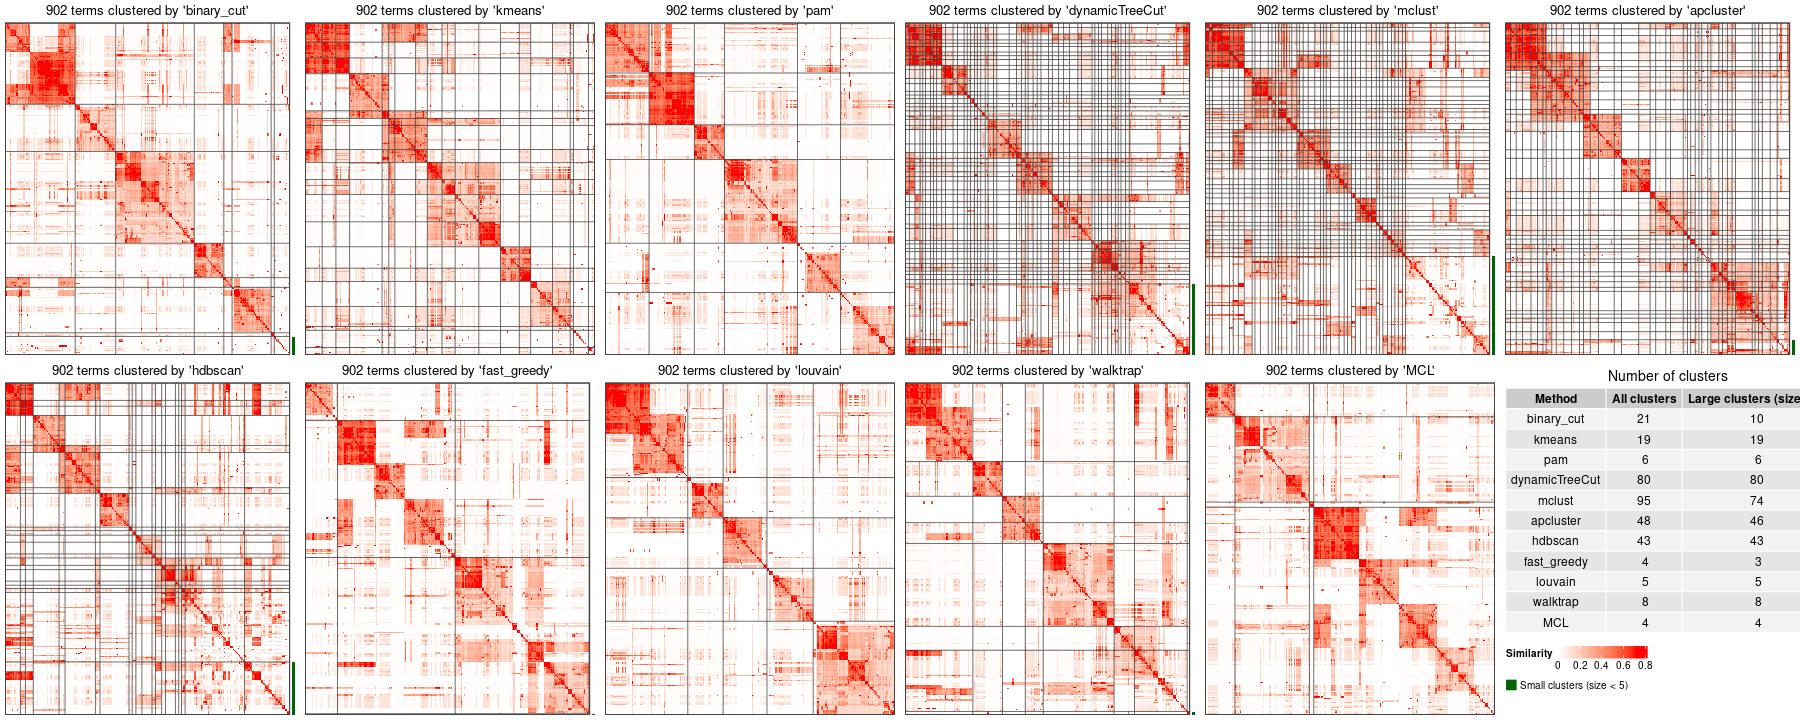 902 terms clustered by 'binary_cut'
902 terms clustered by 'kmeans'
902 terms clustered by 'pam'
902 terms clustered by 'dynamicTreeCut'
902 terms clustered by 'mclust'
902 terms clustered by 'apcluster'
902 terms clustered by 'hdbscan'
902 terms clustered by 'fast_greedy'
902 terms clustered by 'louvain'
902 terms clustered by 'walktrap'
902 terms clustered by 'MCL'
Number of clusters
Method All clusters Large clusters (size
binary_cut 21 10
kmeans 19 19
pam 6 6
dynamicTreeCut 80 80
mclust 95 74
apcluster 48 46
hdbscan 43 43
fast_greedy 4 3
louvain 5 5
walktrap 8 8
MCL 4 4
Similarity
0 0.2 0.4 0.6 0.8
Small clusters (size < 5)